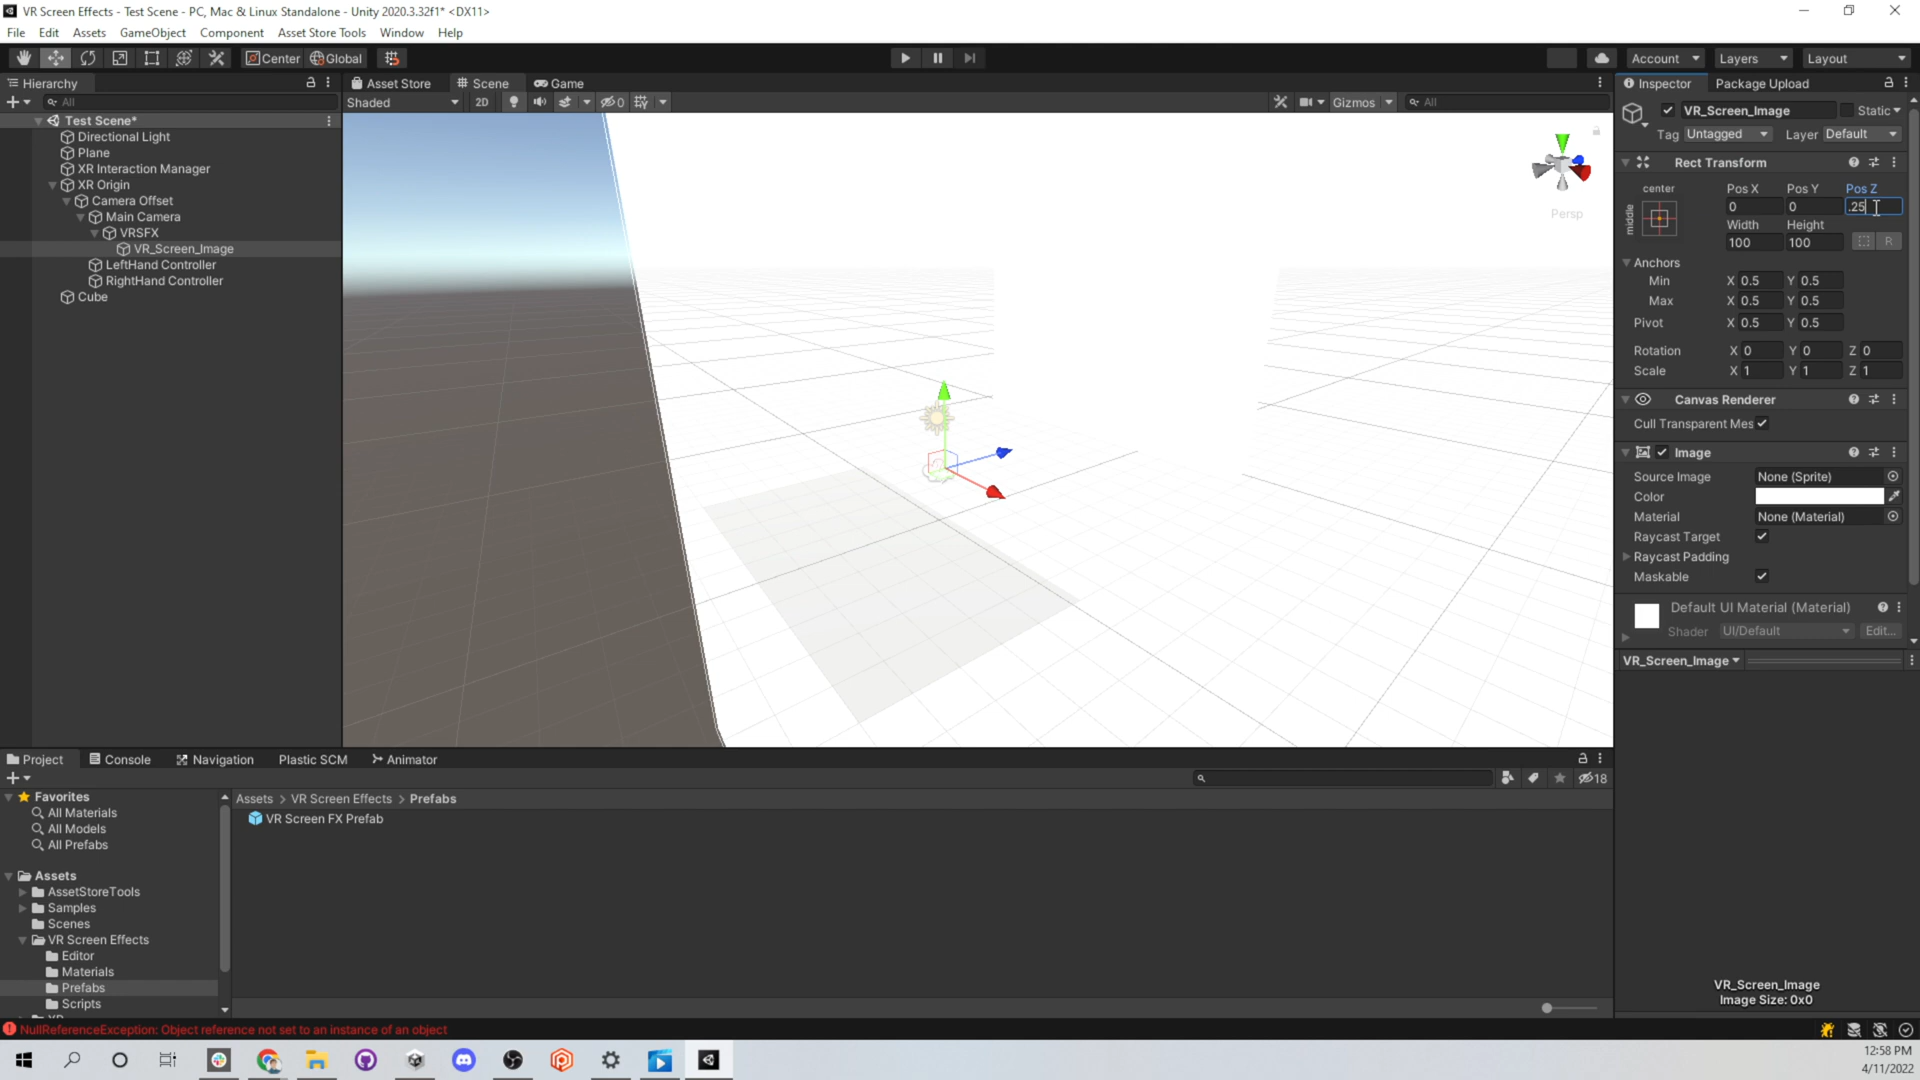 VR Screen Effects - Test Scene - PC, Mac & Linux Standalone - Unity 2020.3.32f1* <DX11>
File Edit Assets GameObject Component Asset Store Tools Window Help
Center Global Account Layers Layout
Hierarchy
All
Test Scene*
Directional Light
Plane
XR Interaction Manager
XR Origin
Camera Offset
Main Camera
VRSFX
VR_Screen_Image
LeftHand Controller
RightHand Controller
Cube
Asset Store Scene Game
Shaded 2D 0 Gizmos All
Persp
Inspector Package Upload
VR_Screen_Image Static
Tag Untagged Layer Default
Rect Transform
center Pos X Pos Y Pos Z
middle 0 0 .25
Width Height
100 100 R
Anchors
Min X 0.5 Y 0.5
Max X 0.5 Y 0.5
Pivot X 0.5 Y 0.5
Rotation X 0 Y 0 Z 0
Scale X 1 Y 1 Z 1
Canvas Renderer
Cull Transparent Mes
Image
Source Image None (Sprite)
Color
Material None (Material)
Raycast Target
Raycast Padding
Maskable
Default UI Material (Material)
Shader UI/Default Edit...
VR_Screen_Image
VR_Screen_Image
Image Size: 0x0
Project Console Navigation Plastic SCM Animator
18
Favorites
All Materials
All Models
All Prefabs
Assets
AssetStoreTools
Samples
Scenes
VR Screen Effects
Editor
Materials
Prefabs
Scripts
Assets > VR Screen Effects > Prefabs
VR Screen FX Prefab
NullReferenceException: Object reference not set to an instance of an object
12:58 PM
4/11/2022